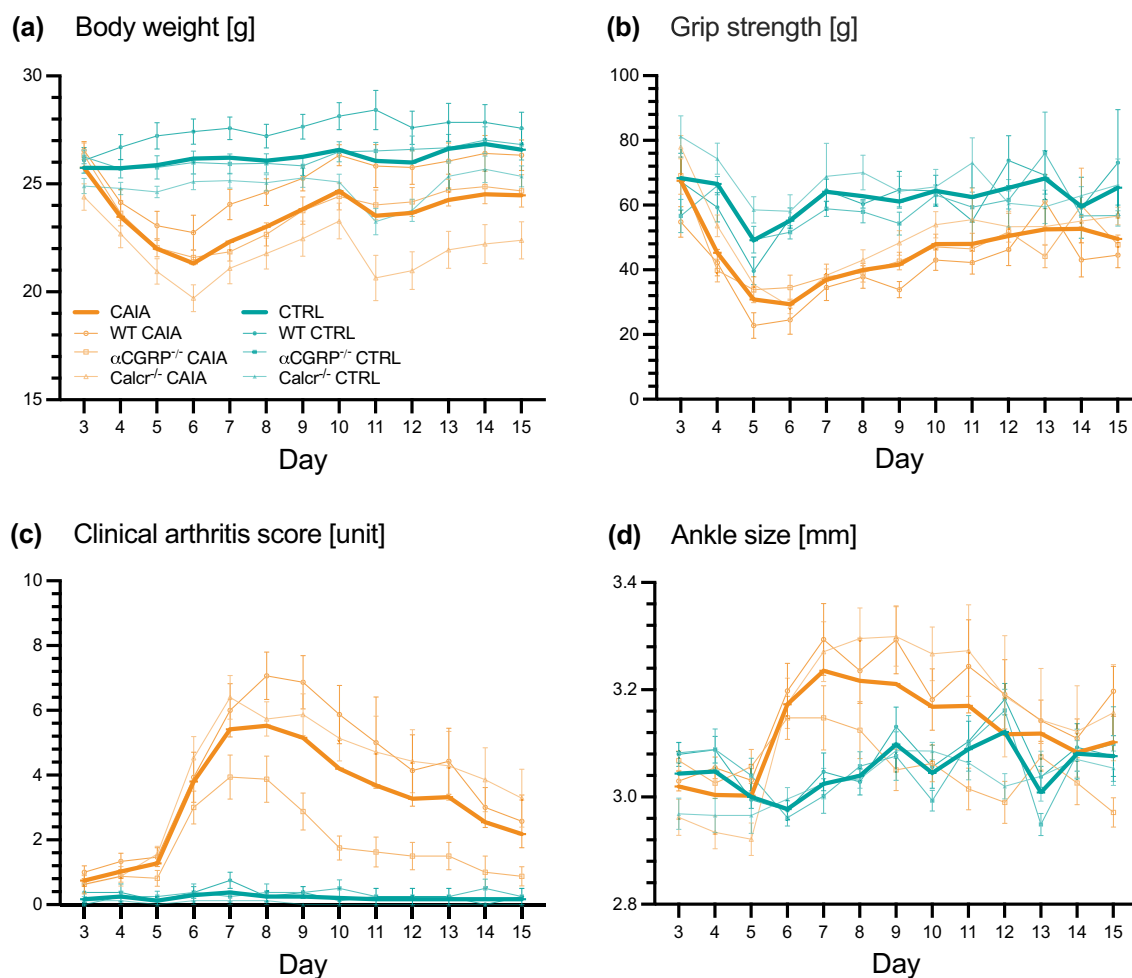 (a) Body weight [g]
30
25
20
15
CAIA
WT CAIA
αCGRP-/- CAIA
Calcr-/- CAIA
CTRL
WT CTRL
αCGRP-/- CTRL
Calcr-/- CTRL
3 4 5 6 7 8 9 10 11 12 13 14 15
Day
(b) Grip strength [g]
100
80
60
40
20
0
3 4 5 6 7 8 9 10 11 12 13 14 15
Day
(c) Clinical arthritis score [unit]
10
8
6
4
2
0
3 4 5 6 7 8 9 10 11 12 13 14 15
Day
(d) Ankle size [mm]
3.4
3.2
3.0
2.8
3 4 5 6 7 8 9 10 11 12 13 14 15
Day